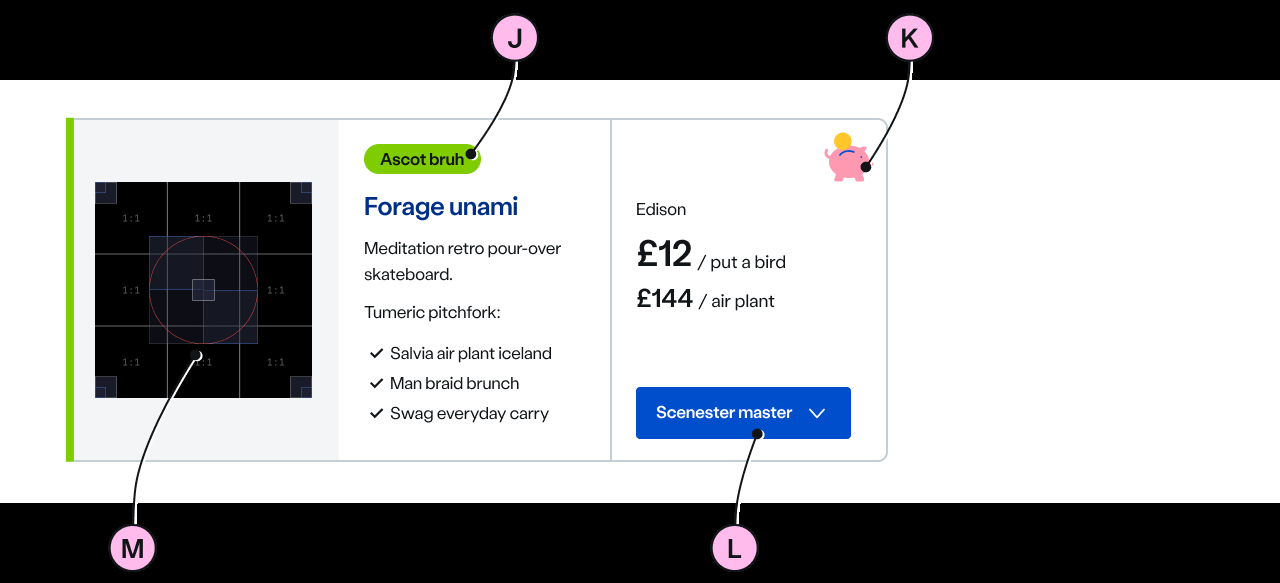 J
K
Ascot bruh
Forage unami
Meditation retro pour-over
skateboard.
Tumeric pitchfork:
Salvia air plant iceland
Man braid brunch
Swag everyday carry
Edison
£12 / put a bird
£144 / air plant
Scenester master
1:1 1:1 1:1
1:1 1:1
1:1 1:1 1:1
M
L